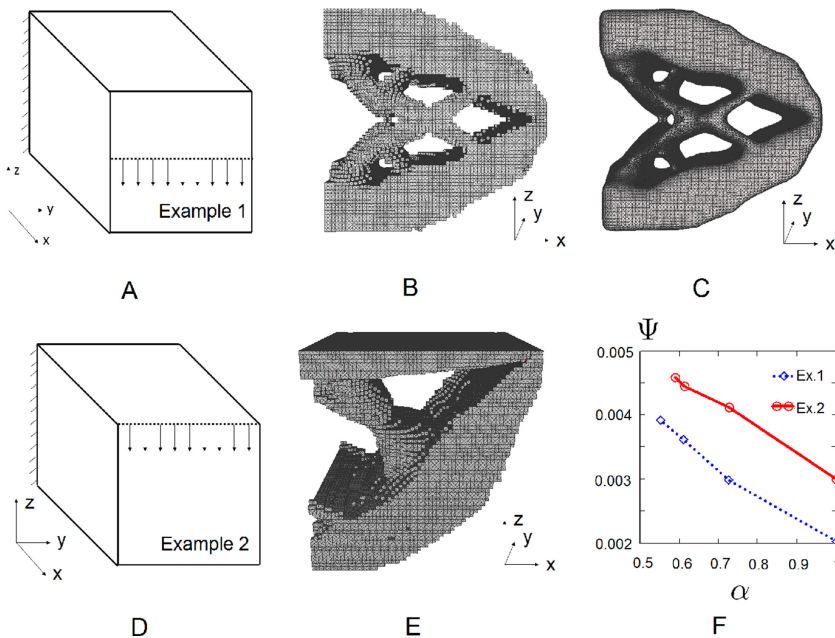 z
y
x
Example 1
A
z
y
x
B
z
y
x
C
z
y
x
Example 2
D
z
y
x
E
Ψ
0.005
0.004
0.003
0.002
0.5 0.6 0.7 0.8 0.9 1
Ex.1
Ex.2
α
F